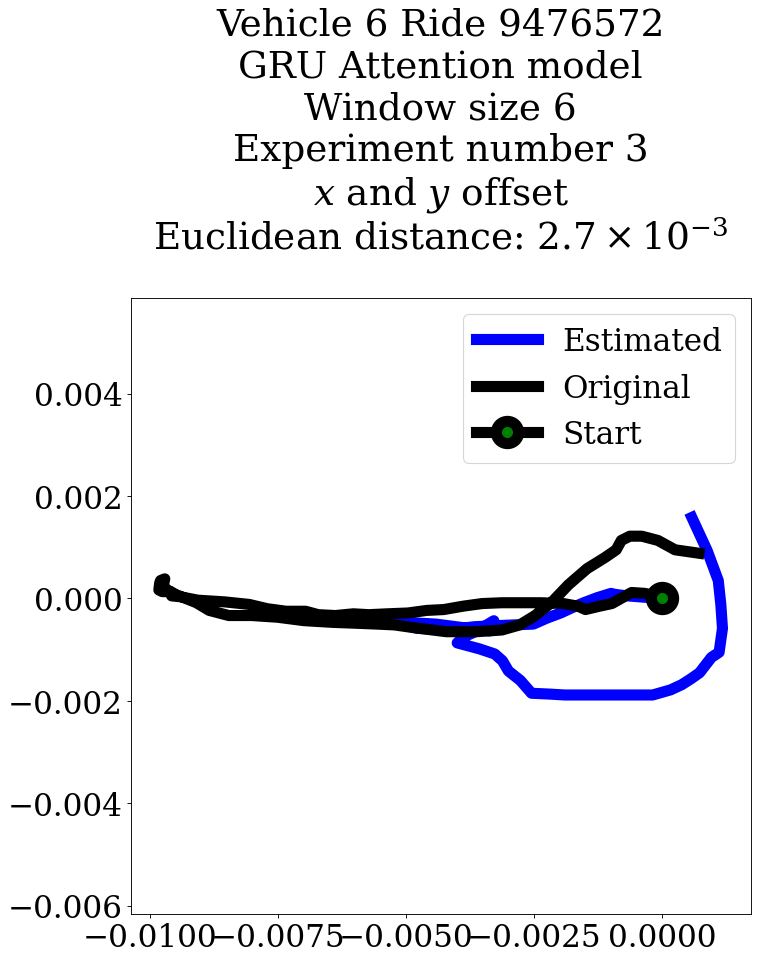 Vehicle 6 Ride 9476572
GRU Attention model
Window size 6
Experiment number 3
x and y offset
Euclidean distance: 2.7 × 10⁻³
Estimated
Original
Start
0.004
0.002
0.000
−0.002
−0.004
−0.006
−0.0100 −0.0075 −0.0050 −0.0025 0.0000